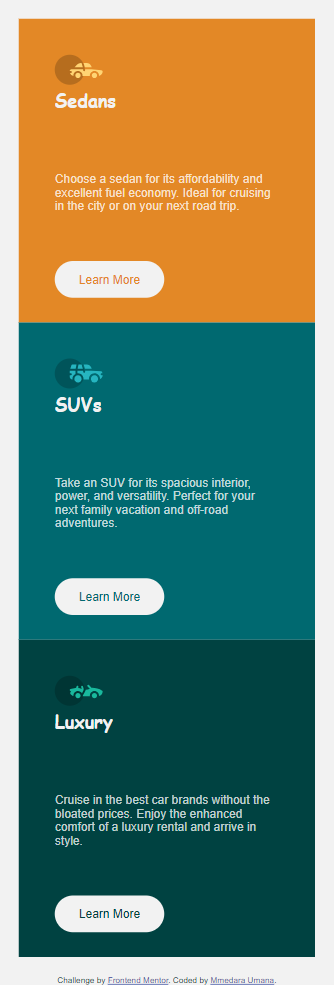 Sedans
Choose a sedan for its affordability and
excellent fuel economy. Ideal for cruising
in the city or on your next road trip.
Learn More
SUVs
Take an SUV for its spacious interior,
power, and versatility. Perfect for your
next family vacation and off-road
adventures.
Learn More
Luxury
Cruise in the best car brands without the
bloated prices. Enjoy the enhanced
comfort of a luxury rental and arrive in
style.
Learn More
Challenge by Frontend Mentor. Coded by Mmedara Umana.